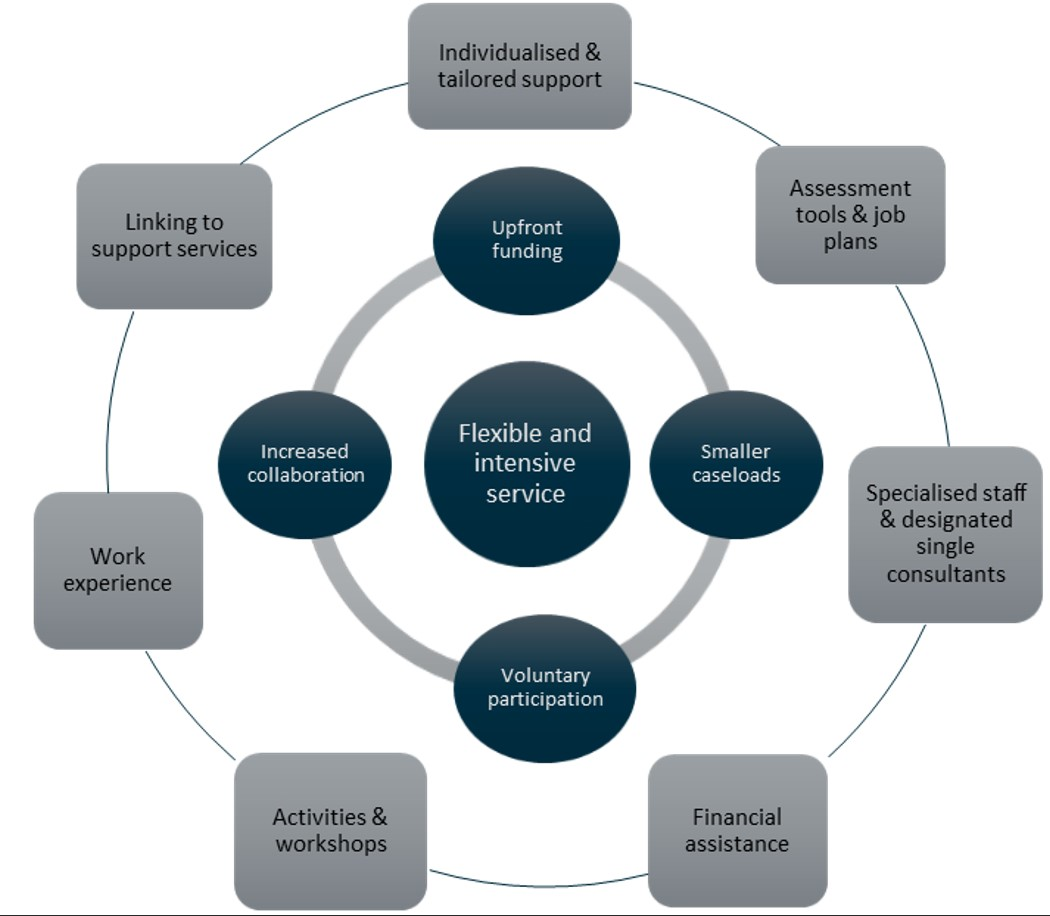 Individualised &
tailored support
Assessment
tools & job
plans
Linking to
support services
Upfront
funding
Flexible and
intensive
service
Increased
collaboration
Smaller
caseloads
Specialised staff
& designated
single
consultants
Work
experience
Voluntary
participation
Activities &
workshops
Financial
assistance